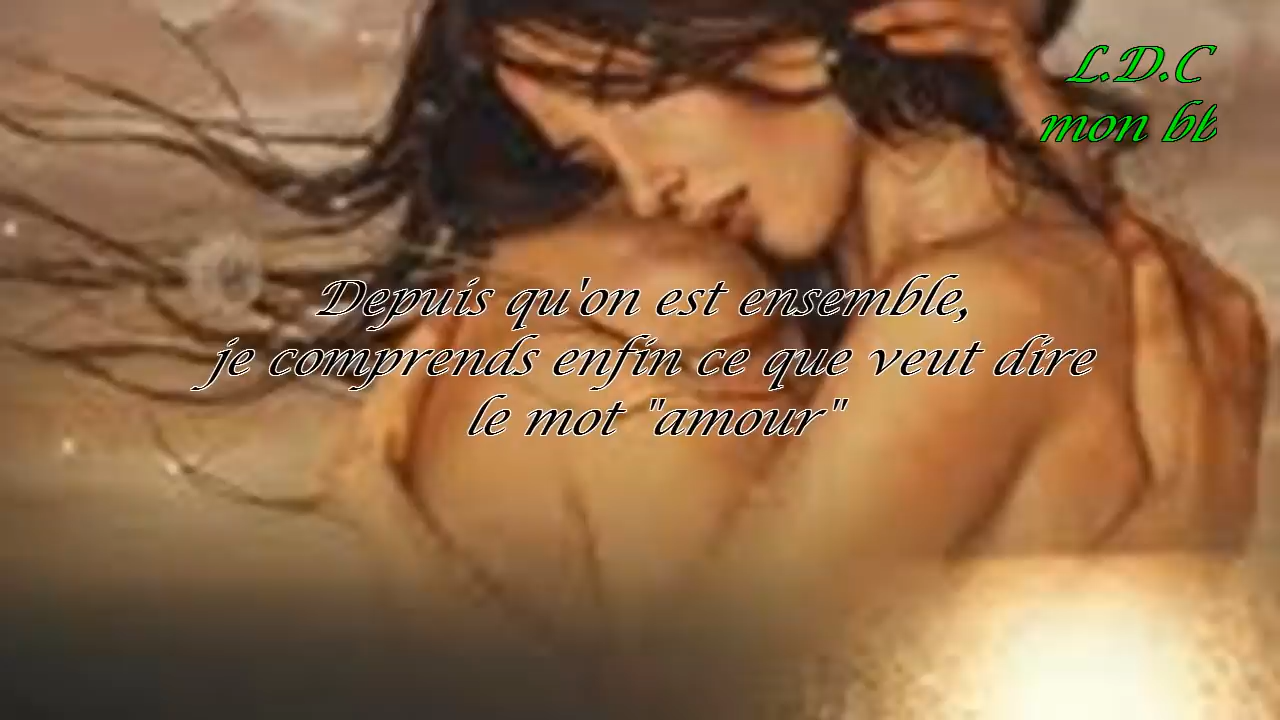 L.D.C
mon bb
Depuis qu'on est ensemble,
je comprends enfin ce que veut dire
le mot "amour"